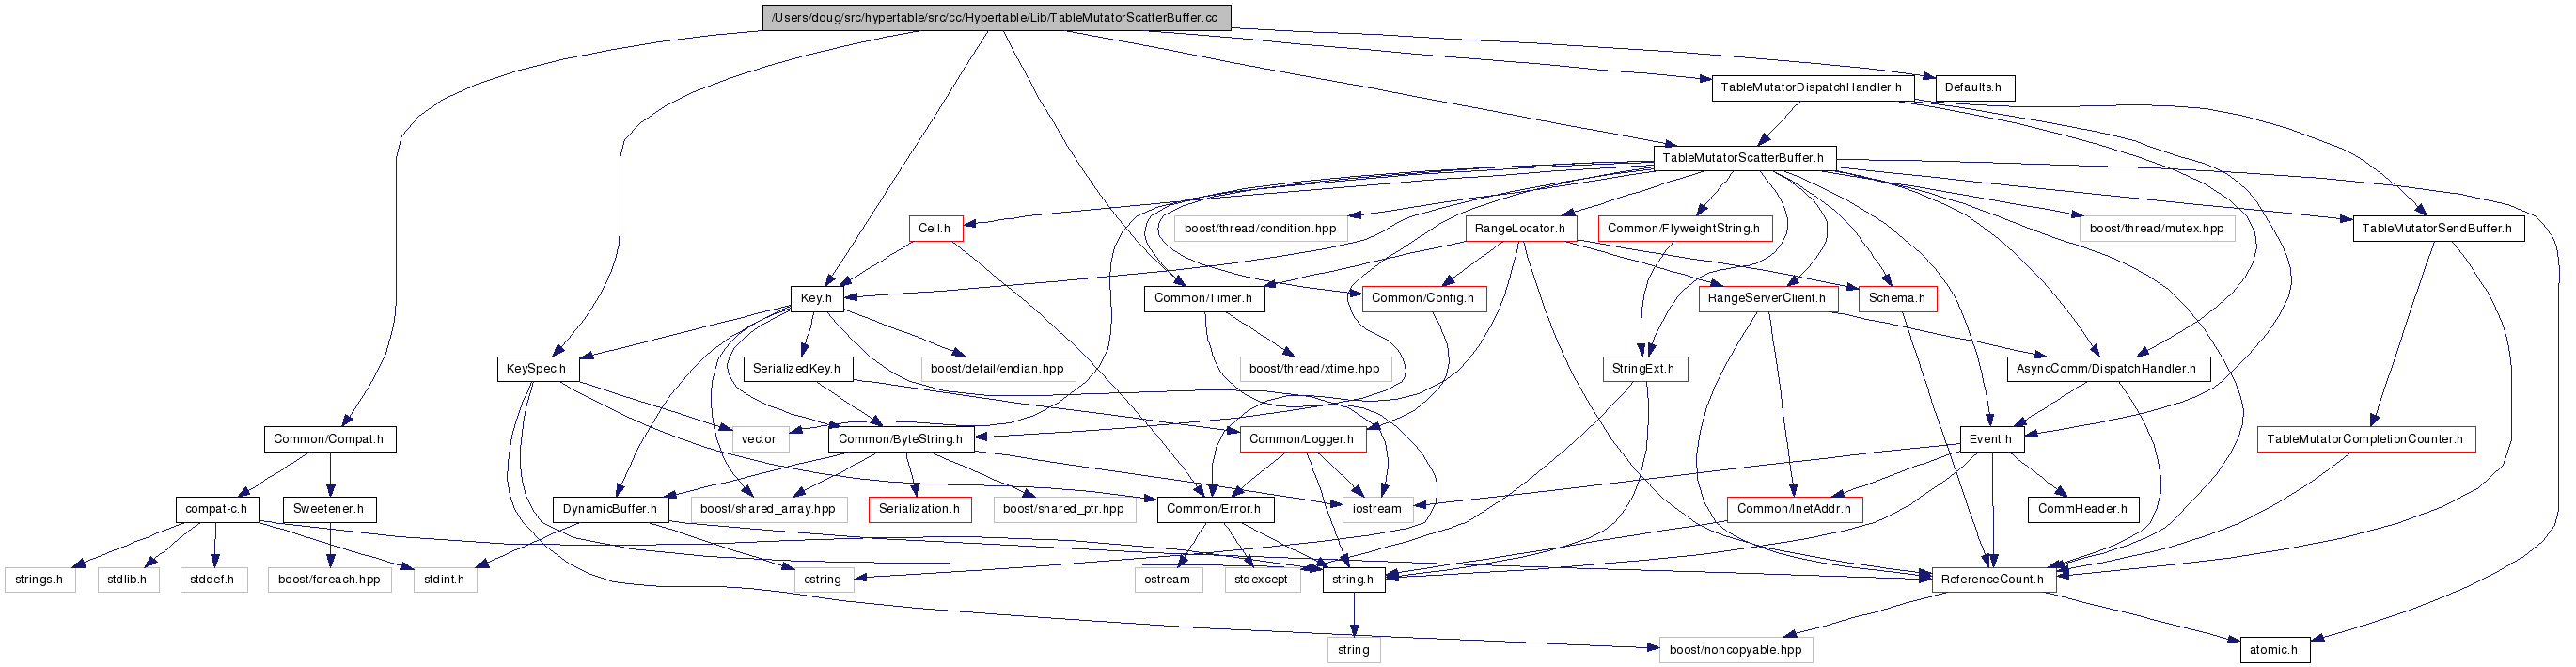 /Users/doug/src/hypertable/src/cc/Hypertable/Lib/TableMutatorScatterBuffer.cc
TableMutatorDispatchHandler.h
Defaults.h
TableMutatorScatterBuffer.h
Cell.h
boost/thread/condition.hpp
RangeLocator.h
Common/FlyweightString.h
boost/thread/mutex.hpp
TableMutatorSendBuffer.h
Key.h
Common/Timer.h
Common/Config.h
RangeServerClient.h
Schema.h
KeySpec.h
SerializedKey.h
boost/detail/endian.hpp
boost/thread/xtime.hpp
StringExt.h
AsyncComm/DispatchHandler.h
Common/Compat.h
vector
Common/ByteString.h
Common/Logger.h
Event.h
TableMutatorCompletionCounter.h
compat-c.h
Sweetener.h
DynamicBuffer.h
boost/shared_array.hpp
Serialization.h
boost/shared_ptr.hpp
Common/Error.h
iostream
Common/InetAddr.h
CommHeader.h
strings.h
stdlib.h
stddef.h
boost/foreach.hpp
stdint.h
cstring
ostream
stdexcept
string.h
ReferenceCount.h
string
boost/noncopyable.hpp
atomic.h